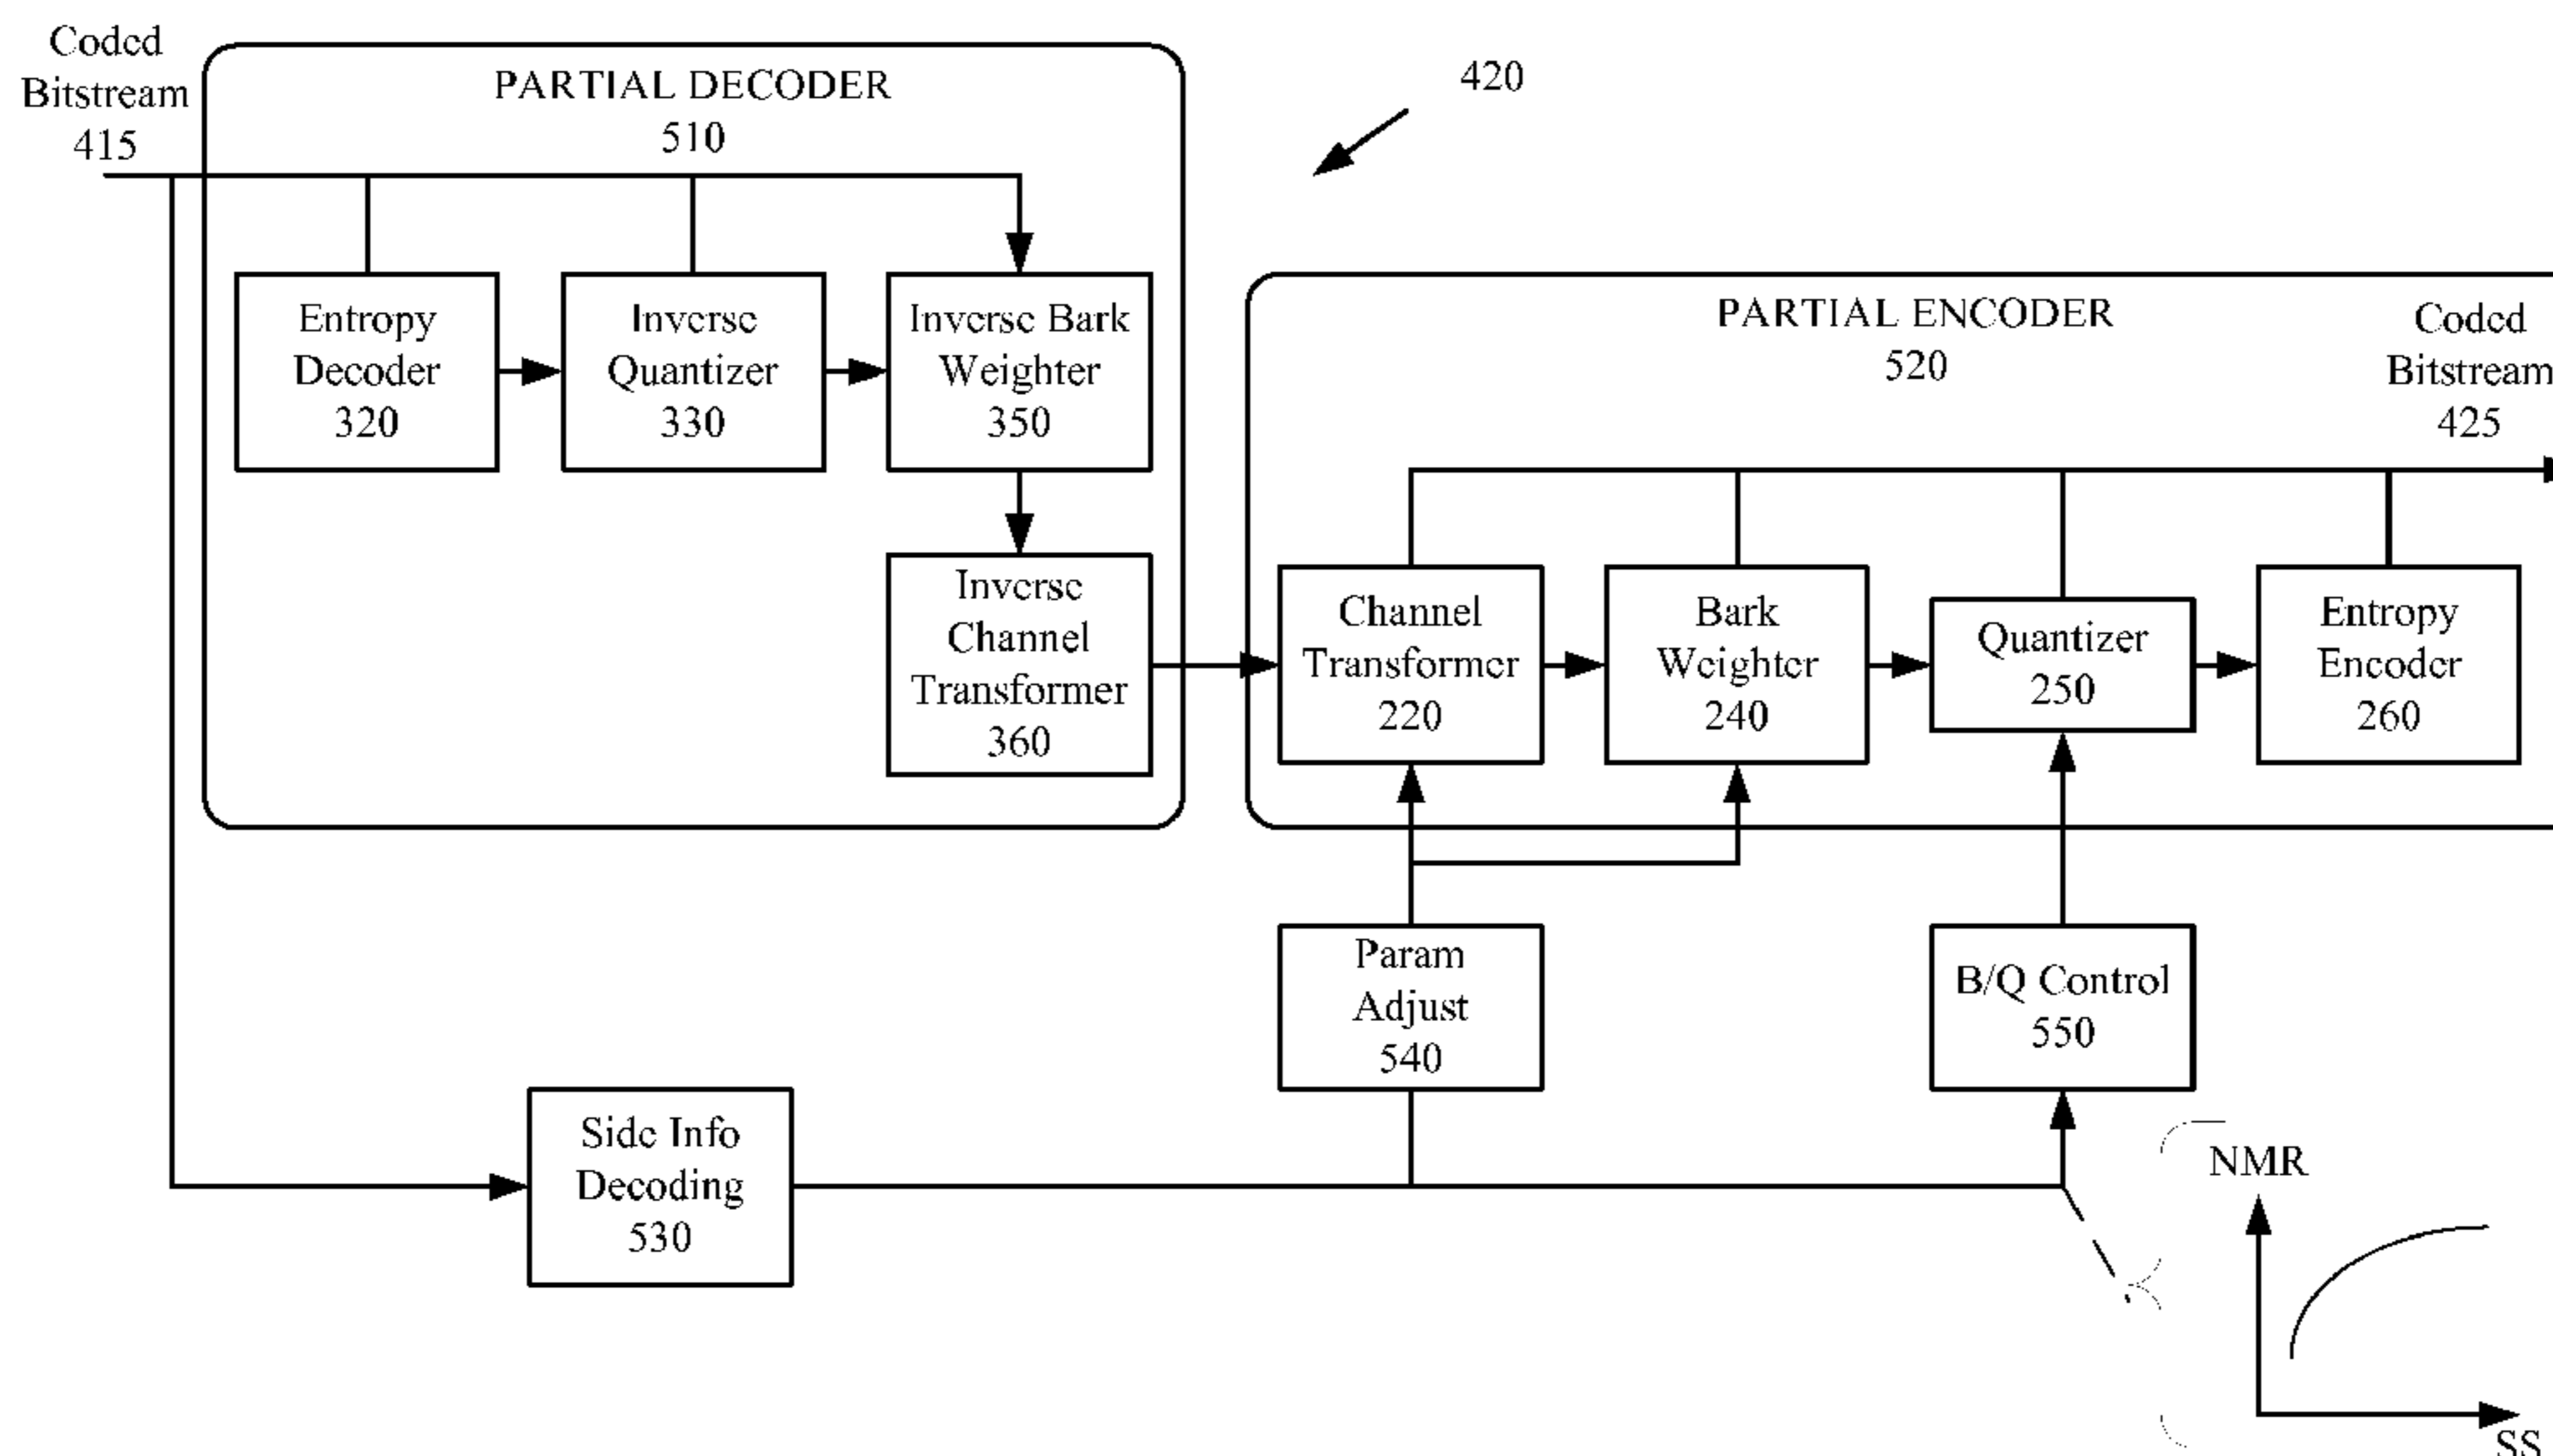 Coded
Bitstream
415
PARTIAL DECODER
510
420
Entropy
Decoder
320
Inverse
Quantizer
330
Inverse Bark
Weighter
350
Inverse
Channel
Transformer
360
PARTIAL ENCODER
520
Coded
Bitstream
425
Channel
Transformer
220
Bark
Weighter
240
Quantizer
250
Entropy
Encoder
260
Param
Adjust
540
B/Q Control
550
Side Info
Decoding
530
NMR
SS